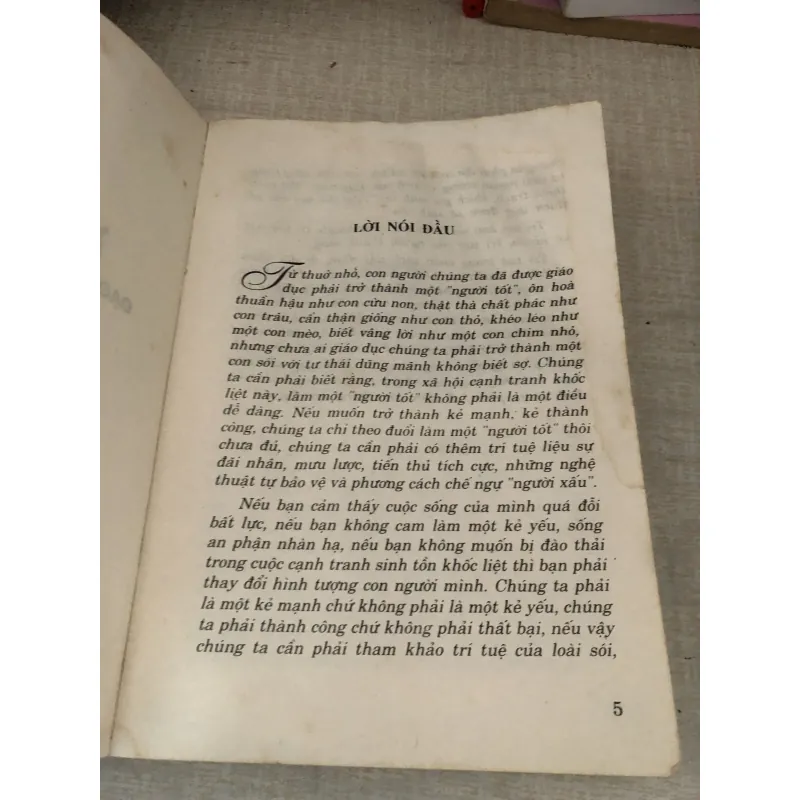 LỜI NÓI ĐẦU
Từ thuở nhỏ, con người chúng ta đã được giáo
dục phải trở thành một "người tốt", ôn hoà
thuần hậu như con cừu non, thật thà chất phác như
con trâu, cẩn thận giống như con thỏ, khéo léo như
một con mèo, biết vâng lời như một con chim nhỏ,
nhưng chưa ai giáo dục chúng ta phải trở thành một
con sói với tư thái dũng mãnh không biết sợ. Chúng
ta cần phải biết rằng, trong xã hội cạnh tranh khốc
liệt này, làm một "người tốt" không phải là một điều
dễ dàng. Nếu muốn trở thành kẻ mạnh, kẻ thành
công, chúng ta chỉ theo đuổi làm một "người tốt" thôi
chưa đủ, chúng ta cần phải có thêm trí tuệ liệu sự
đãi nhân, mưu lược, tiến thủ tích cực, những nghệ
thuật tự bảo vệ và phương cách chế ngự "người xấu".
Nếu bạn cảm thấy cuộc sống của mình quá đỗi
bất lực, nếu bạn không cam làm một kẻ yếu, sống
an phận nhàn hạ, nếu bạn không muốn bị đào thải
trong cuộc cạnh tranh sinh tồn khốc liệt thì bạn phải
thay đổi hình tượng con người mình. Chúng ta phải
là một kẻ mạnh chứ không phải là một kẻ yếu, chúng
ta phải thành công chứ không phải thất bại, nếu vậy
chúng ta cần phải tham khảo trí tuệ của loài sói,
5